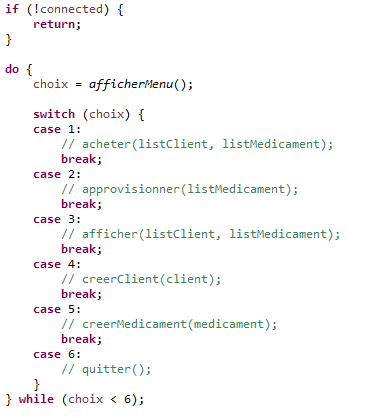 if (!connected) {
    return;
}

do {
    choix = afficherMenu();

    switch (choix) {
    case 1:
        // acheter(listClient, listMedicament);
        break;
    case 2:
        // approvisionner(listMedicament);
        break;
    case 3:
        // afficher(listClient, listMedicament);
        break;
    case 4:
        // creerClient(client);
        break;
    case 5:
        // creerMedicament(medicament);
        break;
    case 6:
        // quitter();
    }
} while (choix < 6);